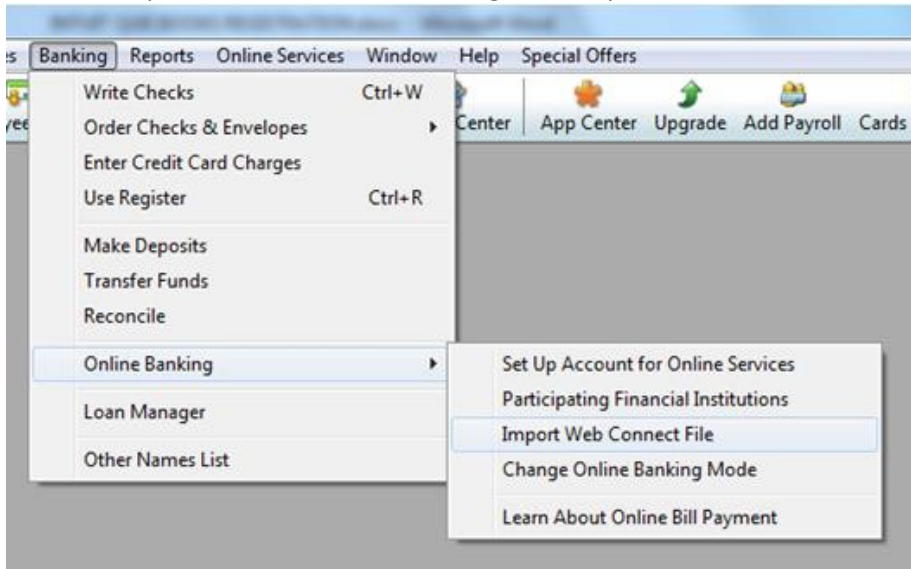 Banking Reports Online Services Window Help Special Offers
Center App Center Upgrade Add Payroll Cards
Write Checks Ctrl+W
Order Checks & Envelopes
Enter Credit Card Charges
Use Register Ctrl+R
Make Deposits
Transfer Funds
Reconcile
Online Banking
Loan Manager
Other Names List
Set Up Account for Online Services
Participating Financial Institutions
Import Web Connect File
Change Online Banking Mode
Learn About Online Bill Payment